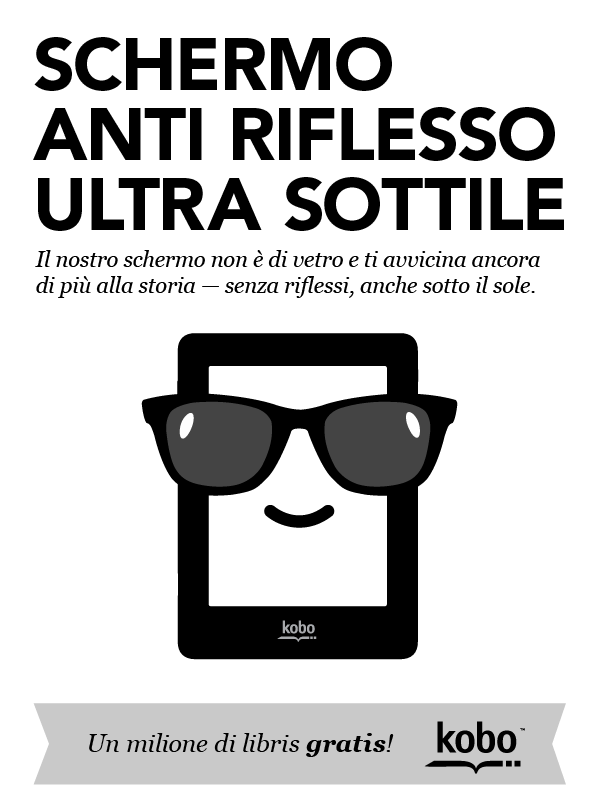 SCHERMO
ANTI RIFLESSO
ULTRA SOTTILE
Il nostro schermo non è di vetro e ti avvicina ancora
di più alla storia — senza riflessi, anche sotto il sole.
kobo
Un milione di libris gratis!
kobo™